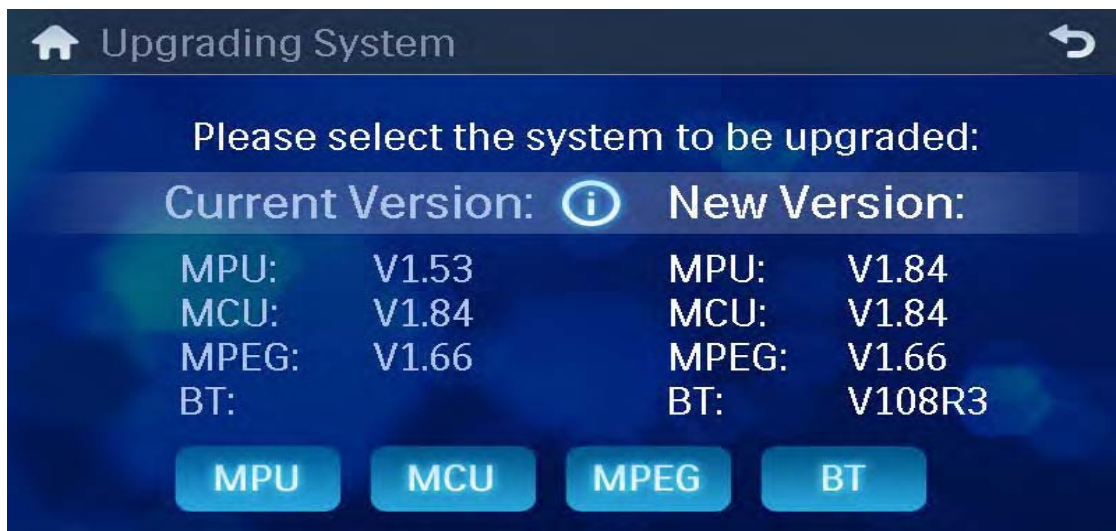 Upgrading System
Please select the system to be upgraded:
Current Version: i New Version:
MPU: V1.53 MPU: V1.84
MCU: V1.84 MCU: V1.84
MPEG: V1.66 MPEG: V1.66
BT: BT: V108R3
MPU MCU MPEG BT